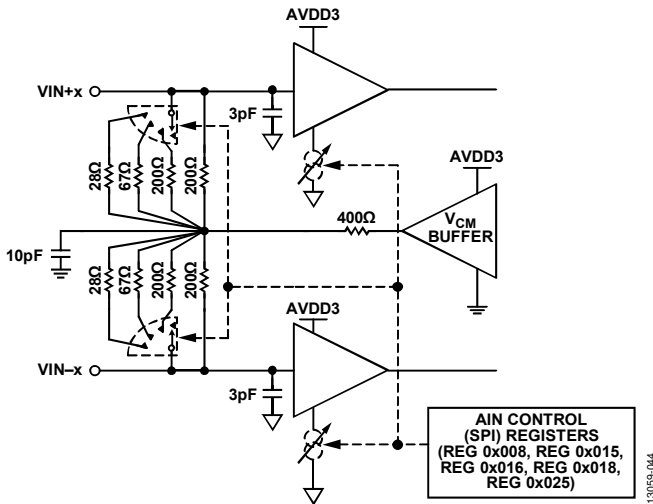 AVDD3
VIN+x
3pF
28Ω
67Ω
200Ω
200Ω
AVDD3
400Ω
VCM
BUFFER
10pF
28Ω
67Ω
200Ω
200Ω
AVDD3
VIN–x
3pF
AIN CONTROL
(SPI) REGISTERS
(REG 0x008, REG 0x015,
REG 0x016, REG 0x018,
REG 0x025)
13059-044